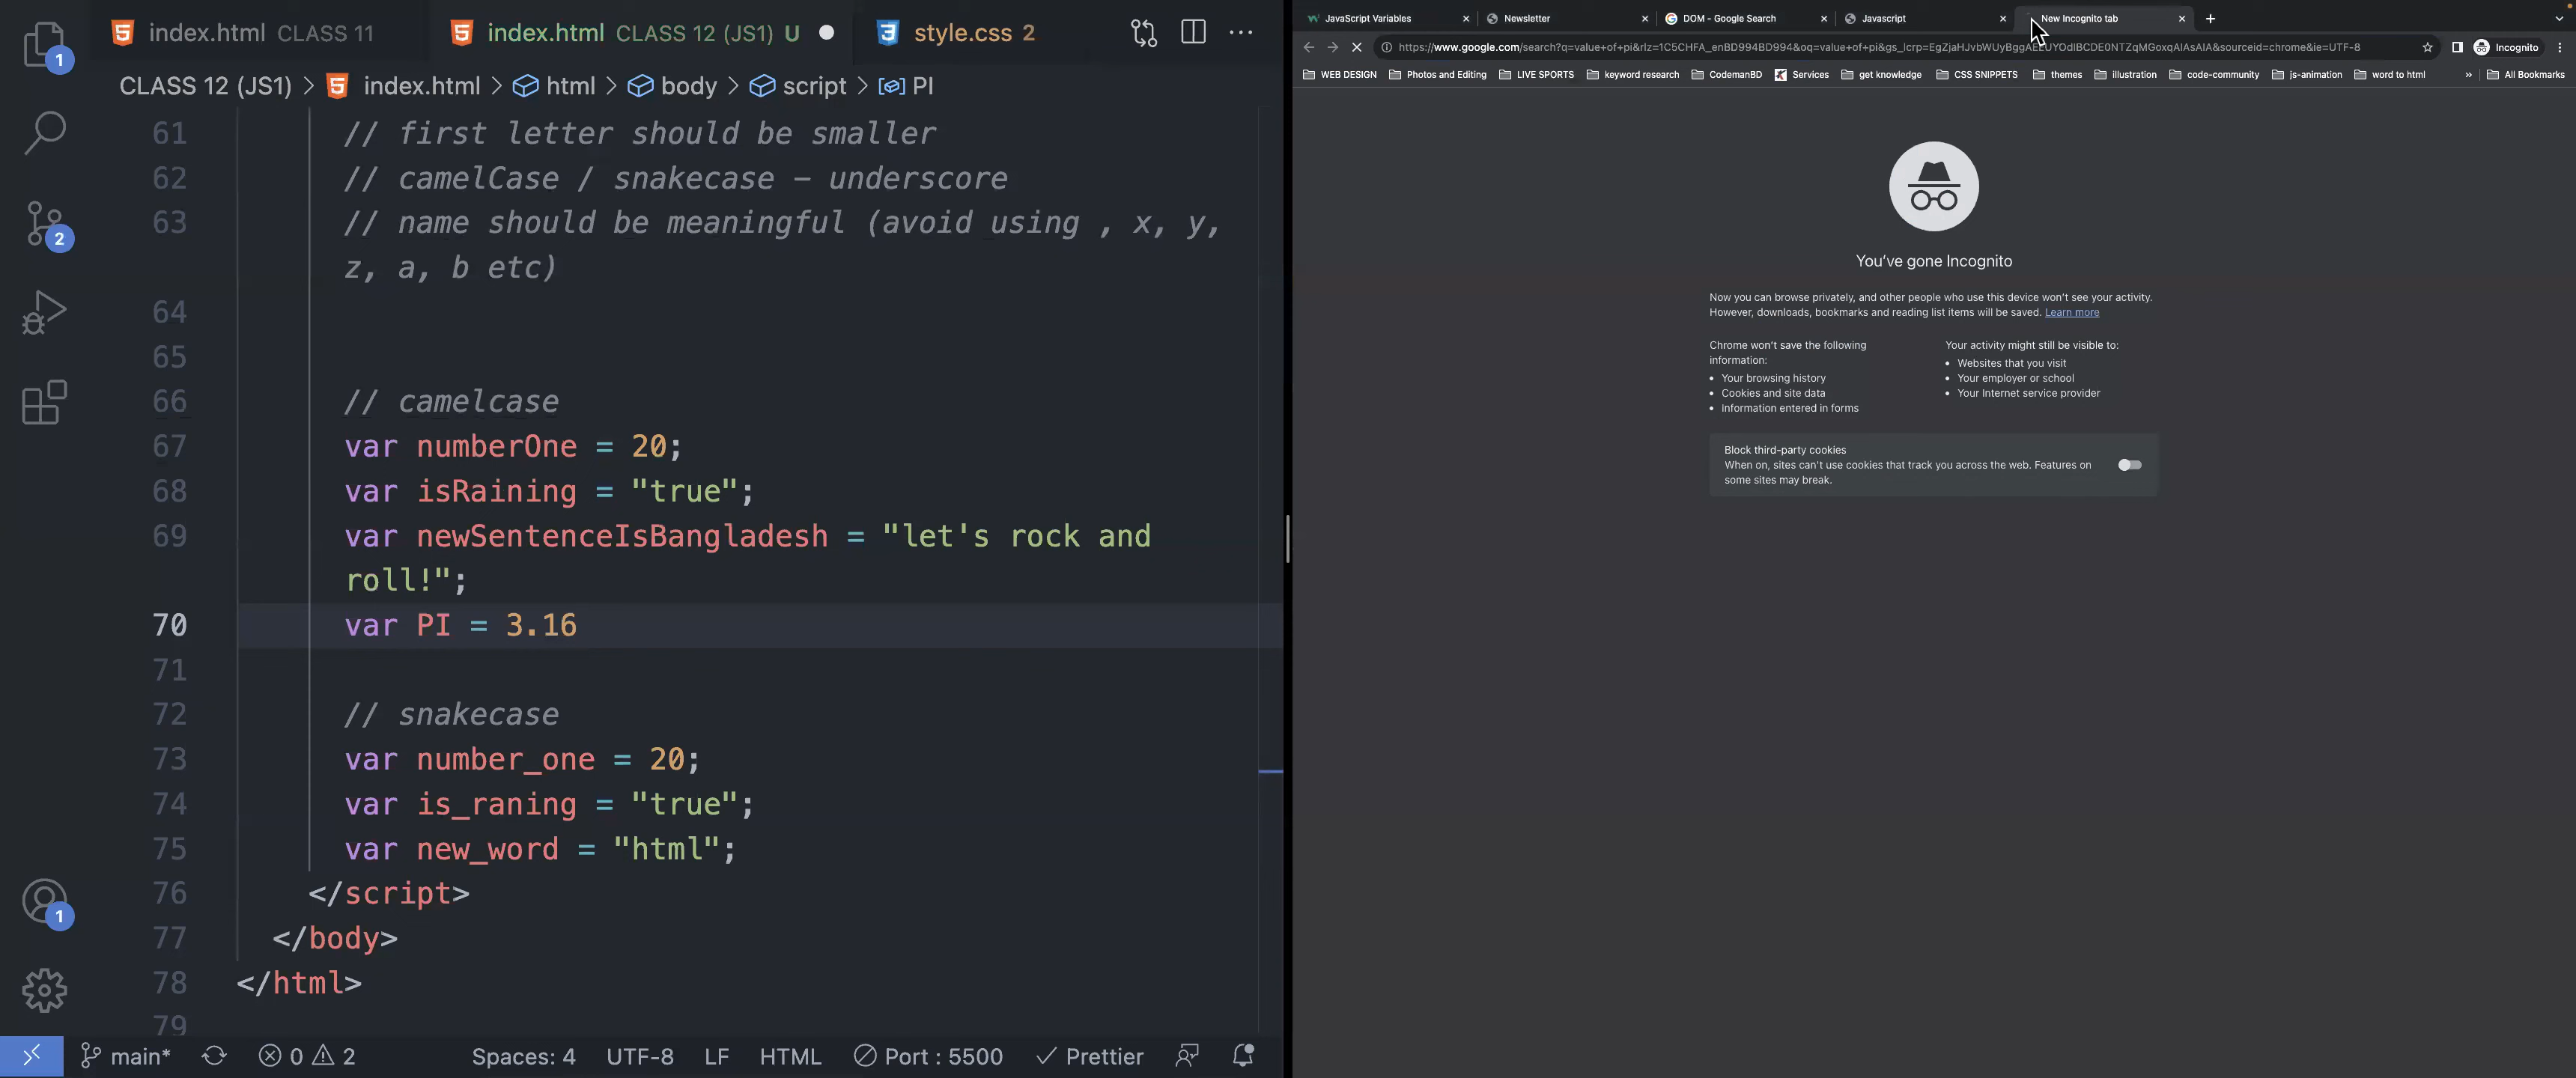 index.html CLASS 11
index.html CLASS 12 (JS1) U
style.css 2
CLASS 12 (JS1) > index.html > html > body > script > PI
61 // first letter should be smaller
62 // camelCase / snakecase - underscore
63 // name should be meaningful (avoid using , x, y,
z, a, b etc)
64
65
66 // camelcase
67 var numberOne = 20;
68 var isRaining = "true";
69 var newSentenceIsBangladesh = "let's rock and
roll!";
70 var PI = 3.16
71
72 // snakecase
73 var number_one = 20;
74 var is_raning = "true";
75 var new_word = "html";
76 </script>
77 </body>
78 </html>
79
1
2
1
main* 0 2 Spaces: 4 UTF-8 LF HTML Port : 5500 Prettier
JavaScript Variables
Newsletter
DOM - Google Search
Javascript
New Incognito tab
Incognito
WEB DESIGN Photos and Editing LIVE SPORTS keyword research CodemanBD Services get knowledge CSS SNIPPETS themes illustration code-community js-animation word to html » All Bookmarks
You've gone Incognito
Now you can browse privately, and other people who use this device won't see your activity.
However, downloads, bookmarks and reading list items will be saved. Learn more
Chrome won't save the following
information:
• Your browsing history
• Cookies and site data
• Information entered in forms
Your activity might still be visible to:
• Websites that you visit
• Your employer or school
• Your internet service provider
Block third-party cookies
When on, sites can't use cookies that track you across the web. Features on
some sites may break.